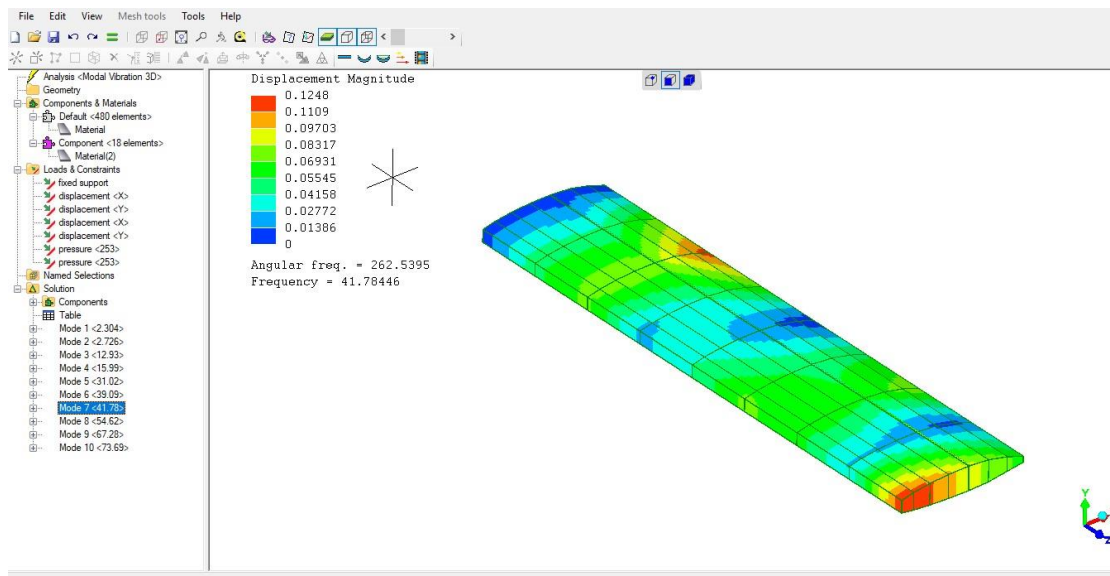 File Edit View Mesh tools Tools Help
Analysis <Modal Vibration 3D>
Geometry
Components & Materials
Default <480 elements>
Material
Component <18 elements>
Material(2)
Loads & Constraints
fixed support
displacement <X>
displacement <Y>
displacement <X>
displacement <Y>
pressure <253>
pressure <253>
Named Selections
Solution
Components
Table
Mode 1 <2.304>
Mode 2 <2.726>
Mode 3 <12.93>
Mode 4 <15.99>
Mode 5 <31.02>
Mode 6 <39.09>
Mode 7 <41.78>
Mode 8 <54.62>
Mode 9 <67.28>
Mode 10 <73.69>
Displacement Magnitude
0.1248
0.1109
0.09703
0.08317
0.06931
0.05545
0.04158
0.02772
0.01386
0
Angular freq. = 262.5395
Frequency = 41.78446
Y
Z